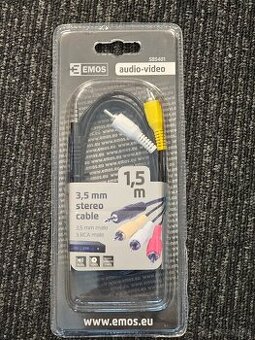 SB5401
EMOS
audio-video
1,5
m
3,5 mm
stereo
cable
3,5 mm male
3 RCA male
www.emos.eu